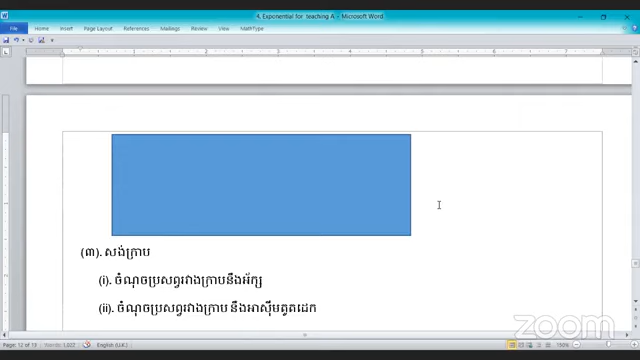 4. Exponential for teaching A - Microsoft Word
File Home Insert Page Layout References Mailings Review View MathType
(៣). សង់ក្រាប
(i). ចំណុចប្រសព្វរវាងក្រាបនឹងអ័ក្ស
(ii). ចំណុចប្រសព្វរវាងក្រាប នឹងអាស៊ីមតូតដេក
zoom
Page: 12 of 13 Words: 1,022 English (U.K.) 150%